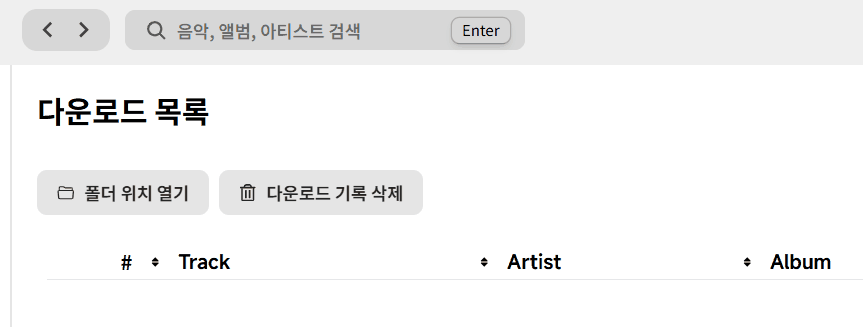 음악, 앨범, 아티스트 검색 Enter
다운로드 목록
폴더 위치 열기 다운로드 기록 삭제
# Track Artist Album